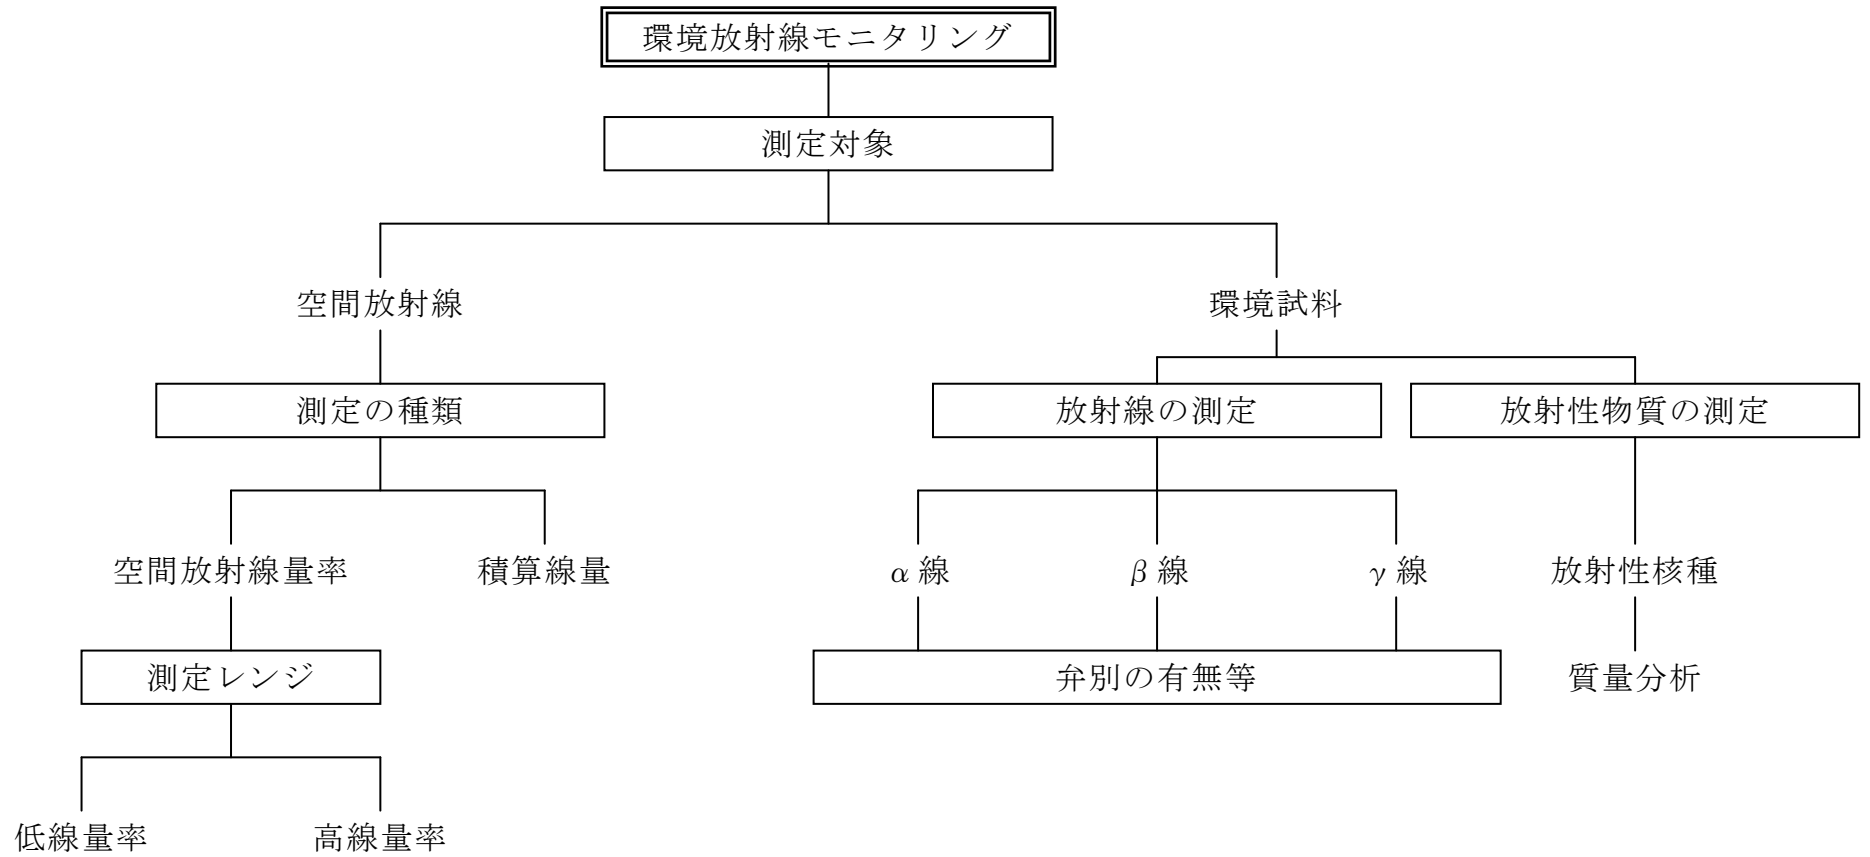 環境放射線モニタリング
測定対象
空間放射線
環境試料
測定の種類
放射線の測定
放射性物質の測定
空間放射線量率
積算線量
α線
β線
γ線
放射性核種
測定レンジ
弁別の有無等
質量分析
低線量率
高線量率